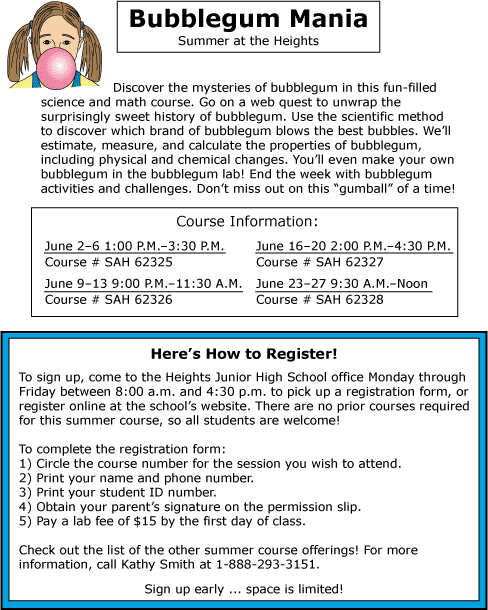 Bubblegum Mania
Summer at the Heights
Discover the mysteries of bubblegum in this fun-filled
science and math course. Go on a web quest to unwrap the
surprisingly sweet history of bubblegum. Use the scientific method
to discover which brand of bubblegum blows the best bubbles. We'll
estimate, measure, and calculate the properties of bubblegum,
including physical and chemical changes. You'll even make your own
bubblegum in the bubblegum lab! End the week with bubblegum
activities and challenges. Don't miss out on this “gumball” of a time!
Course Information:
June 2–6 1:00 P.M.–3:30 P.M.
Course # SAH 62325
June 16–20 2:00 P.M.–4:30 P.M.
Course # SAH 62327
June 9–13 9:00 P.M.–11:30 A.M.
Course # SAH 62326
June 23–27 9:30 A.M.–Noon
Course # SAH 62328
Here's How to Register!
To sign up, come to the Heights Junior High School office Monday through
Friday between 8:00 a.m. and 4:30 p.m. to pick up a registration form, or
register online at the school's website. There are no prior courses required
for this summer course, so all students are welcome!
To complete the registration form:
1) Circle the course number for the session you wish to attend.
2) Print your name and phone number.
3) Print your student ID number.
4) Obtain your parent's signature on the permission slip.
5) Pay a lab fee of $15 by the first day of class.
Check out the list of the other summer course offerings! For more
information, call Kathy Smith at 1-888-293-3151.
Sign up early ... space is limited!